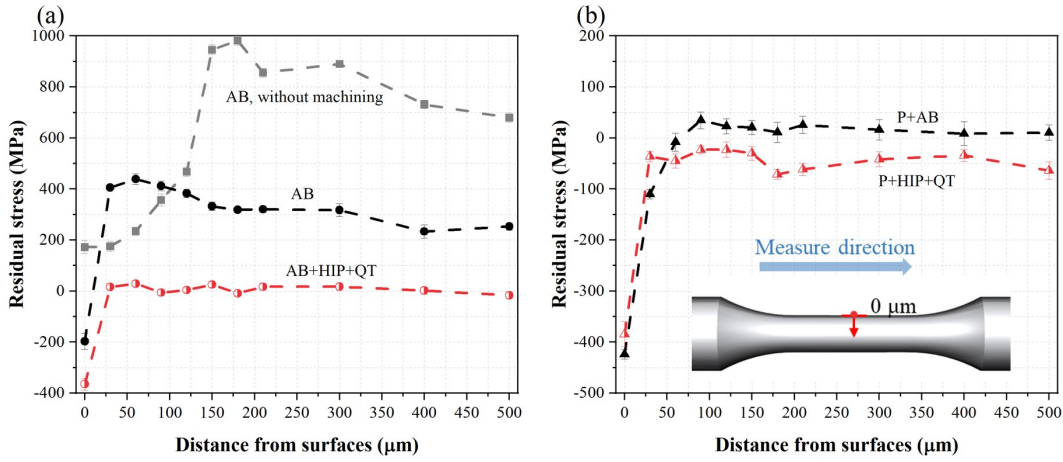 (a)
Residual stress (MPa)
1000
800
600
400
200
0
-200
-400
AB, without machining
AB
AB+HIP+QT
0 50 100 150 200 250 300 350 400 450 500
Distance from surfaces (μm)
(b)
Residual stress (MPa)
200
100
0
-100
-200
-300
-400
-500
P+AB
P+HIP+QT
Measure direction
0 μm
0 50 100 150 200 250 300 350 400 450 500
Distance from surfaces (μm)